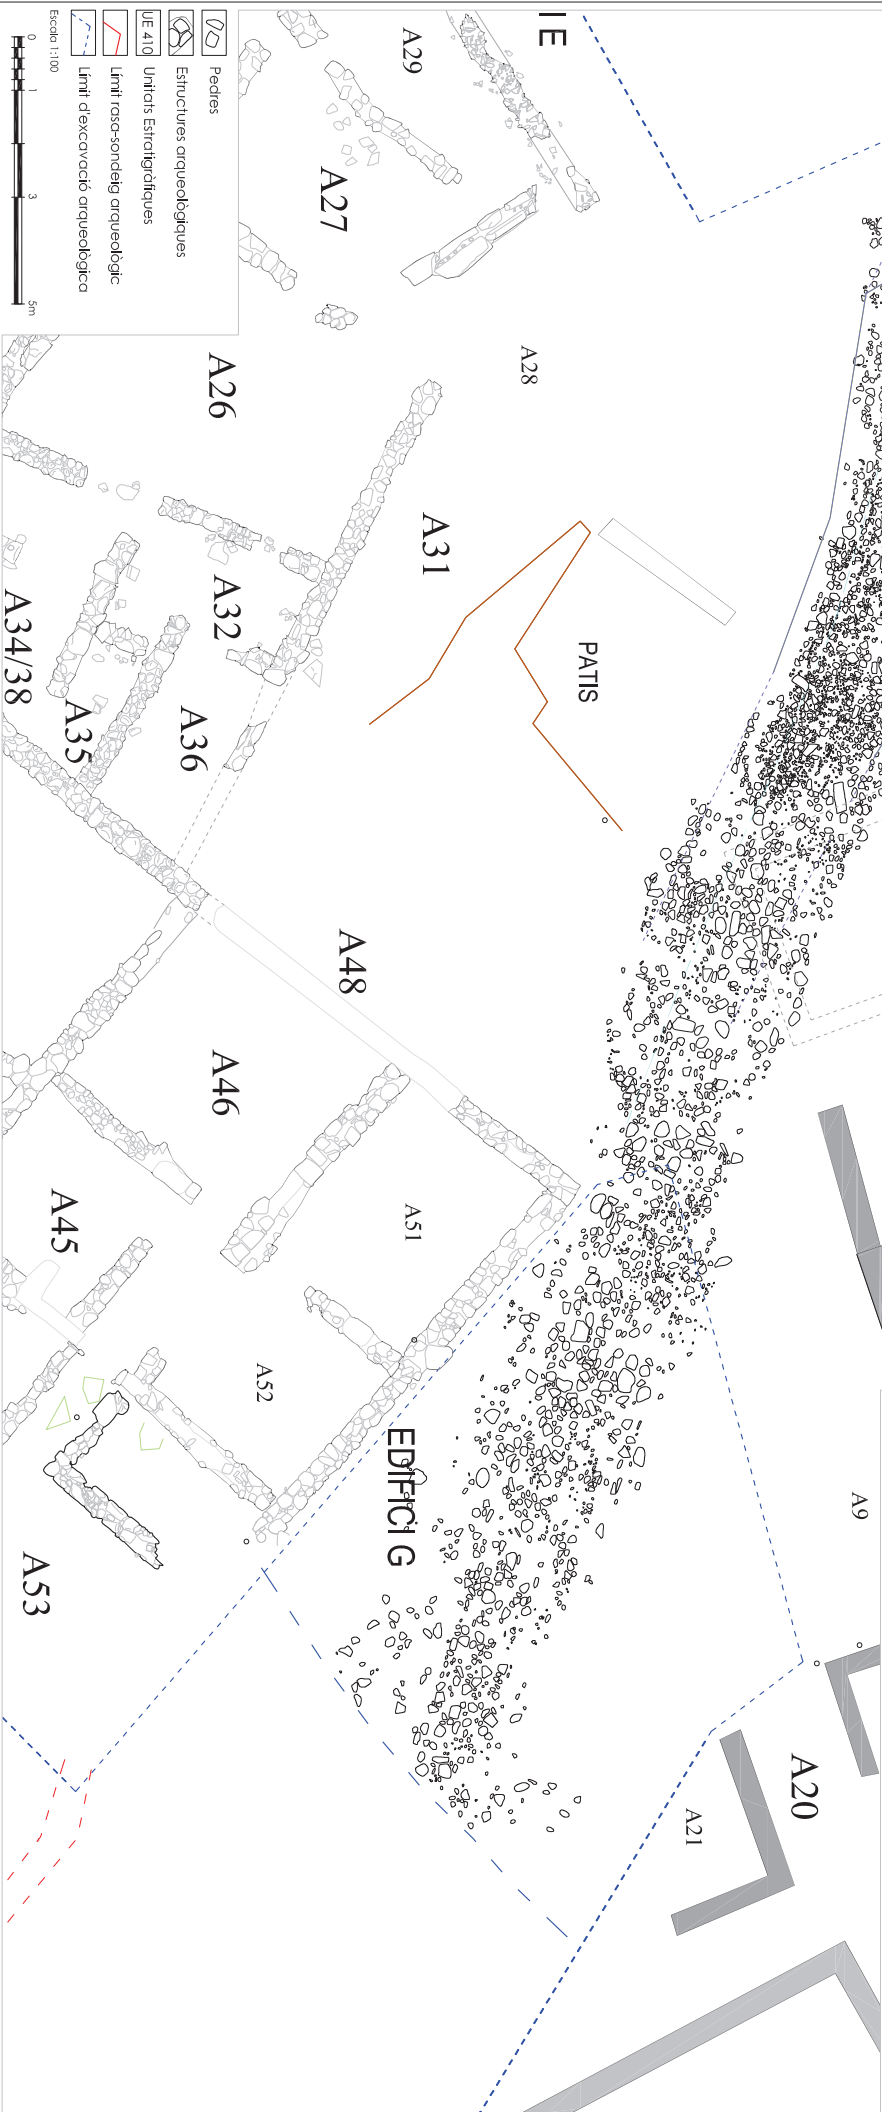 Pedres
Estructures arqueològiques
UE 410
Unitats Estratigràfiques
Límit rasa-sondeig arqueològic
Límit d'excavació arqueològica
Escala 1:100
0
1
3
5m
IE
A29
A27
A28
A26
A31
A32
PATIS
A34/38
A35
A36
A48
A46
A51
A45
A52
EDIFICI G
A53
A9
A20
A21